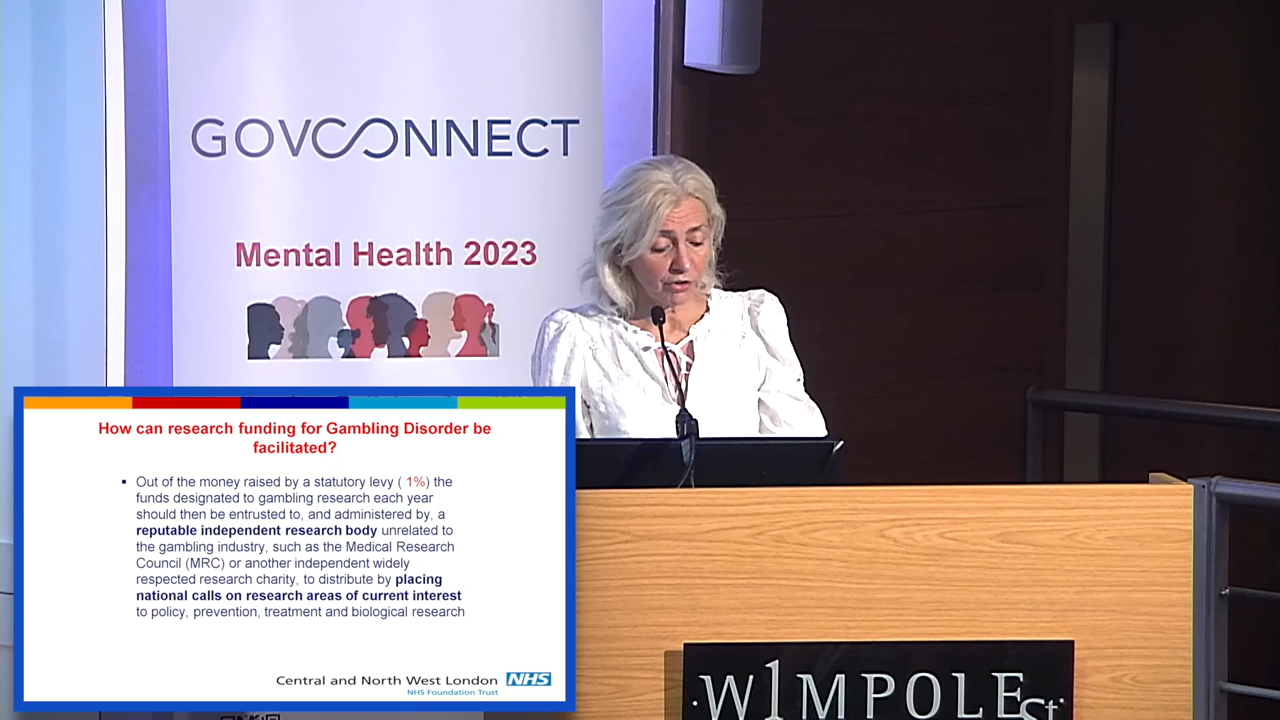 GOVCONNECT
Mental Health 2023
How can research funding for Gambling Disorder be
facilitated?
▪ Out of the money raised by a statutory levy ( 1%) the
funds designated to gambling research each year
should then be entrusted to, and administered by, a
reputable independent research body unrelated to
the gambling industry, such as the Medical Research
Council (MRC) or another independent widely
respected research charity, to distribute by placing
national calls on research areas of current interest
to policy, prevention, treatment and biological research
Central and North West London NHS
NHS Foundation Trust
·W1MPOLE St·